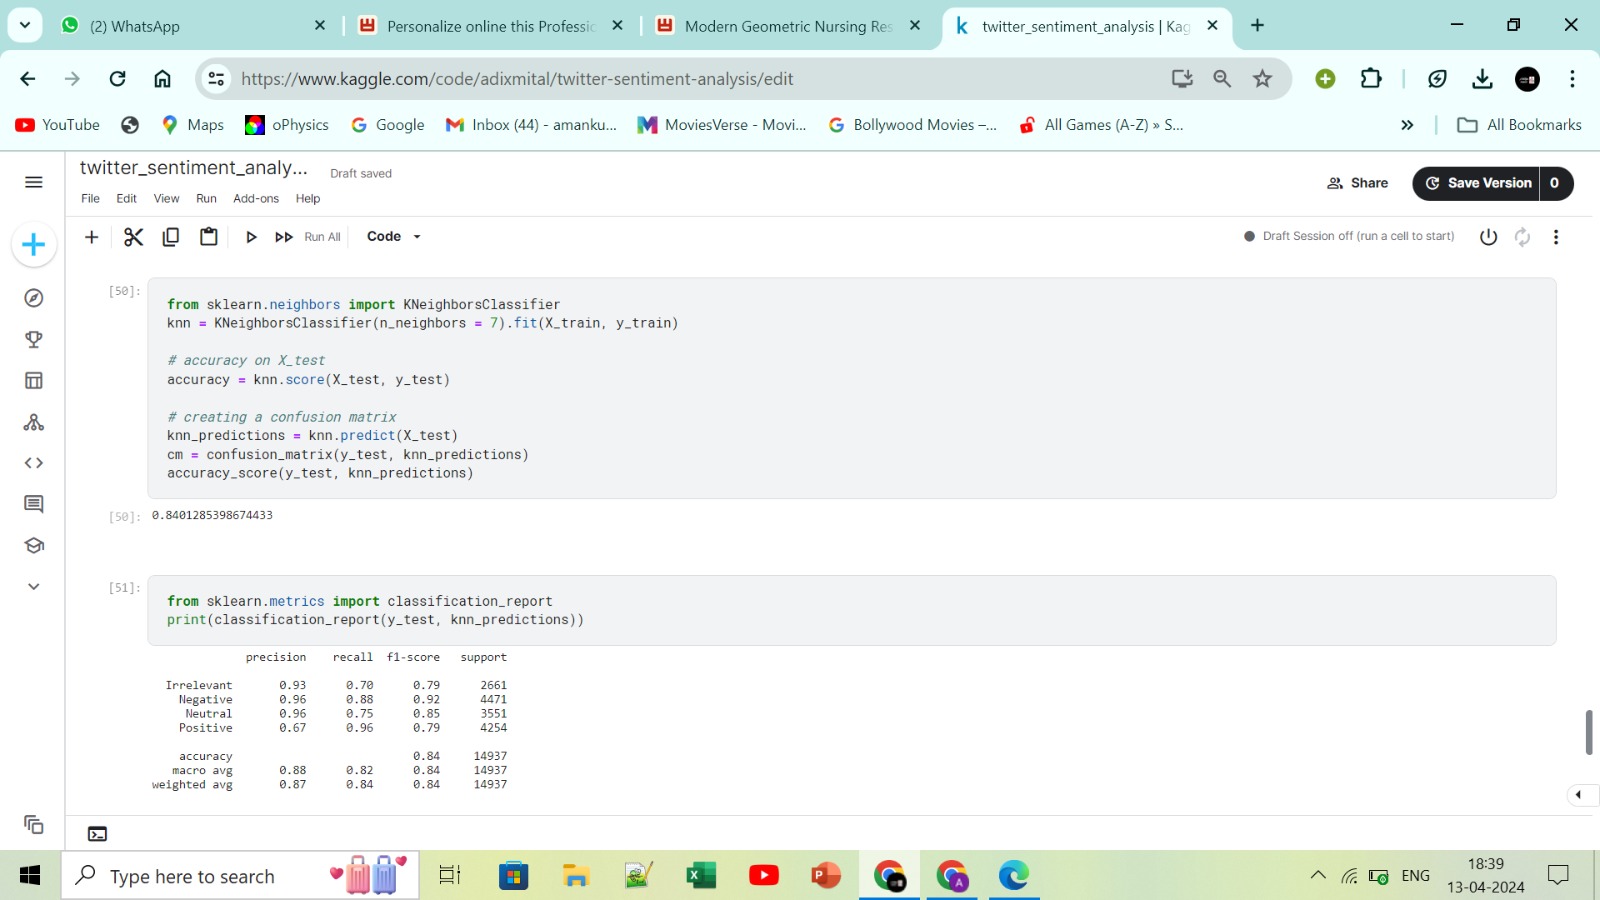 (2) WhatsApp
Personalize online this Professic
Modern Geometric Nursing Res
twitter_sentiment_analysis | Kag
https://www.kaggle.com/code/adixmital/twitter-sentiment-analysis/edit
YouTube
Maps
oPhysics
Google
Inbox (44) - amanku...
MoviesVerse - Movi...
Bollywood Movies –...
All Games (A-Z) » S...
All Bookmarks
twitter_sentiment_analy...
Draft saved
Share
Save Version
0
File Edit View Run Add-ons Help
Run All
Code
Draft Session off (run a cell to start)
[50]:
from sklearn.neighbors import KNeighborsClassifier
knn = KNeighborsClassifier(n_neighbors = 7).fit(X_train, y_train)
# accuracy on X_test
accuracy = knn.score(X_test, y_test)
# creating a confusion matrix
knn_predictions = knn.predict(X_test)
cm = confusion_matrix(y_test, knn_predictions)
accuracy_score(y_test, knn_predictions)
[50]: 0.8401285398674433
[51]:
from sklearn.metrics import classification_report
print(classification_report(y_test, knn_predictions))
precision recall f1-score support
Irrelevant 0.93 0.70 0.79 2661
Negative 0.96 0.88 0.92 4471
Neutral 0.96 0.75 0.85 3551
Positive 0.67 0.96 0.79 4254
accuracy 0.84 14937
macro avg 0.88 0.82 0.84 14937
weighted avg 0.87 0.84 0.84 14937
Type here to search
ENG
18:39
13-04-2024